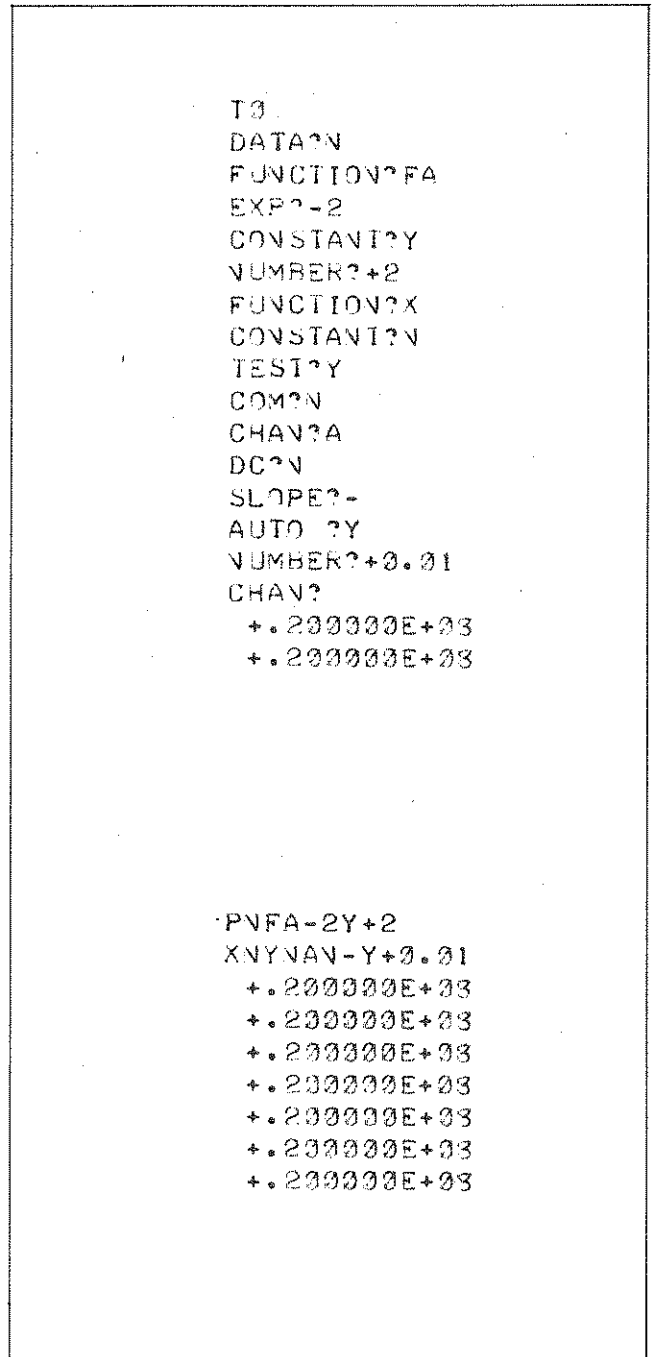 T0
DATA?N
FUNCTION?FA
EXP?-2
CONSTANT?Y
NUMBER?+2
FUNCTION?X
CONSTANT?N
TEST?Y
COM?N
CHAN?A
DC?N
SLOPE?-
AUTO ?Y
NUMBER?+0.01
CHAN?
+.200000E+03
+.200000E+03
PNFA-2Y+2
XNYNAN-Y+0.01
+.200000E+03
+.200000E+03
+.200000E+03
+.200000E+03
+.200000E+03
+.200000E+03
+.200000E+03